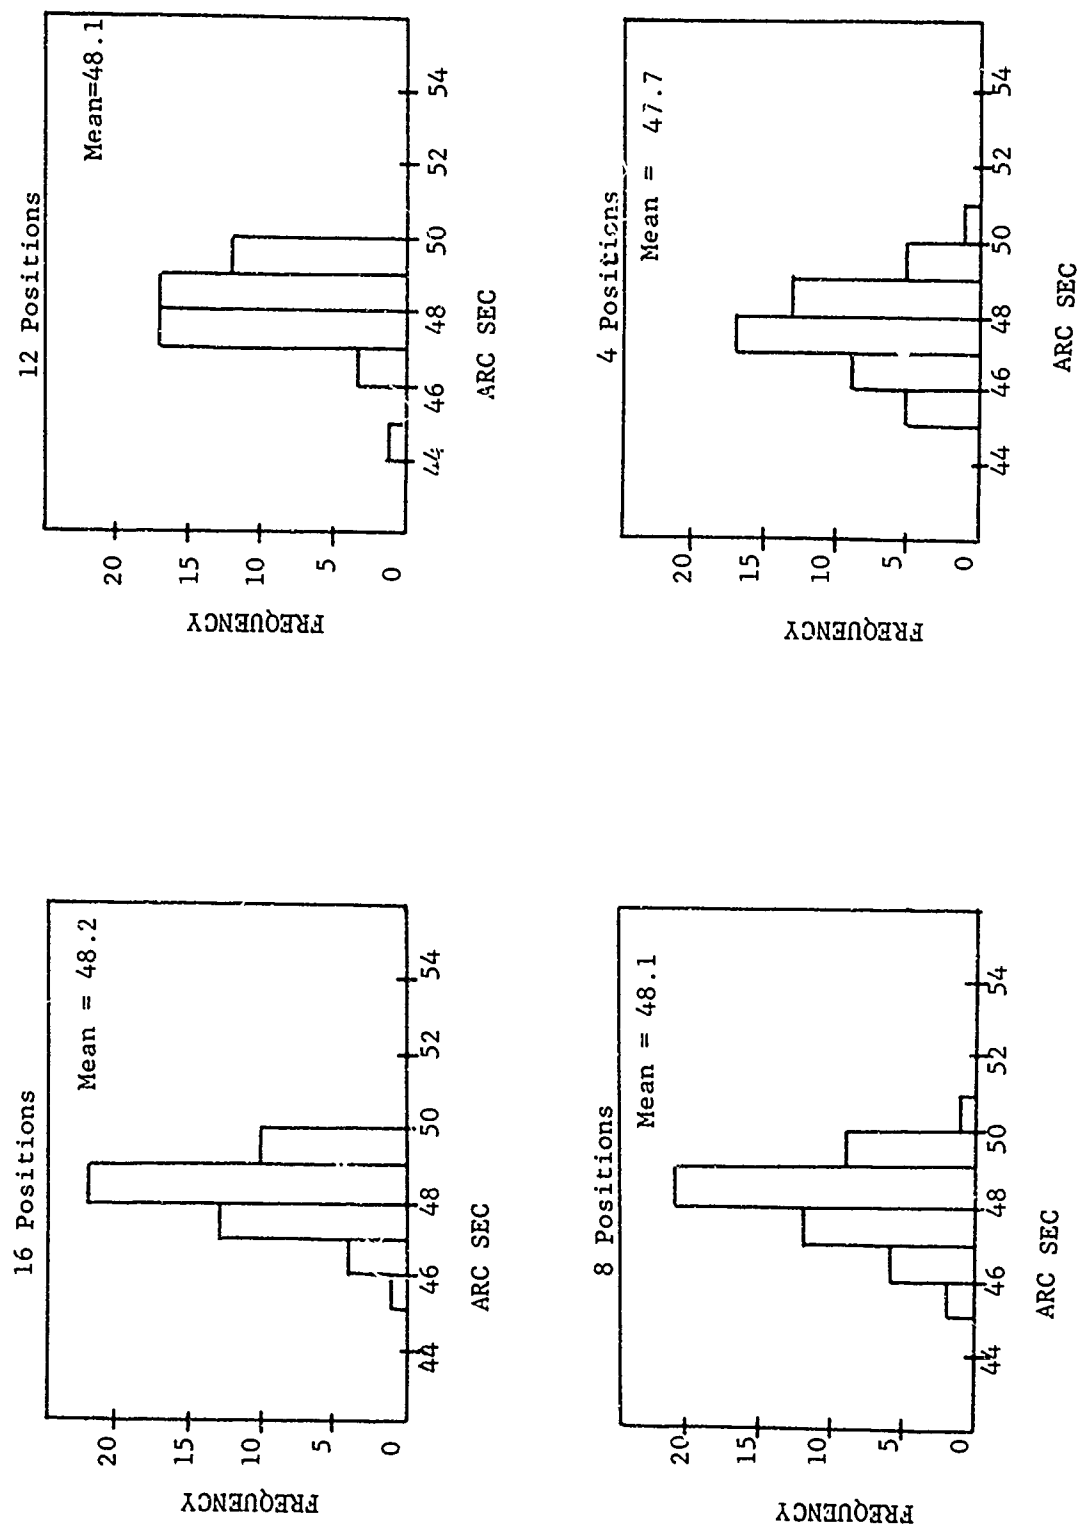 16 Positions
Mean = 48.2
FREQUENCY
20
15
10
5
0
44
46
48
50
52
54
ARC SEC
12 Positions
Mean=48.1
FREQUENCY
20
15
10
5
0
44
46
48
50
52
54
ARC SEC
8 Positions
Mean = 48.1
FREQUENCY
20
15
10
5
0
44
46
48
50
52
54
ARC SEC
4 Positions
Mean = 47.7
FREQUENCY
20
15
10
5
0
44
46
48
50
52
54
ARC SEC